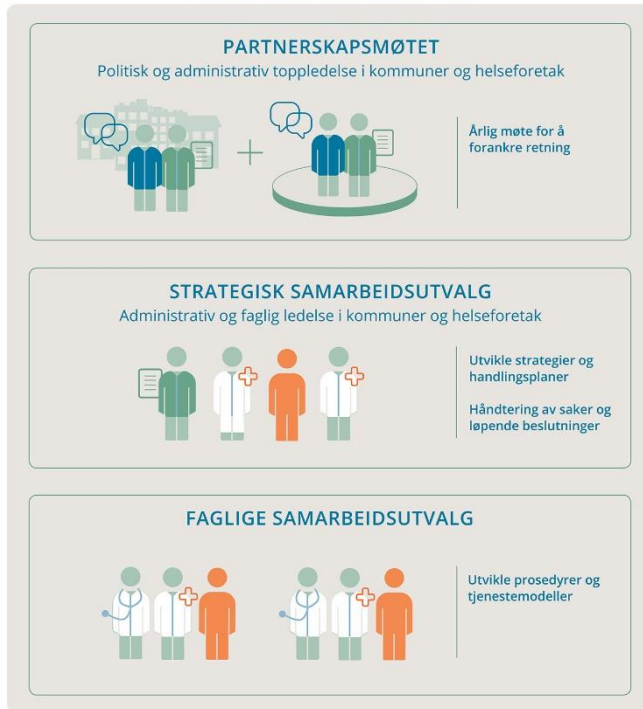 PARTNERSKAPSMØTET
Politisk og administrativ toppledelse i kommuner og helseforetak
Årlig møte for å
forankre retning
STRATEGISK SAMARBEIDSUTVALG
Administrativ og faglig ledelse i kommuner og helseforetak
Utvikle strategier og
handlingsplaner
Håndtering av saker og
løpende beslutninger
FAGLIGE SAMARBEIDSUTVALG
Utvikle prosedyrer og
tjenestemodeller